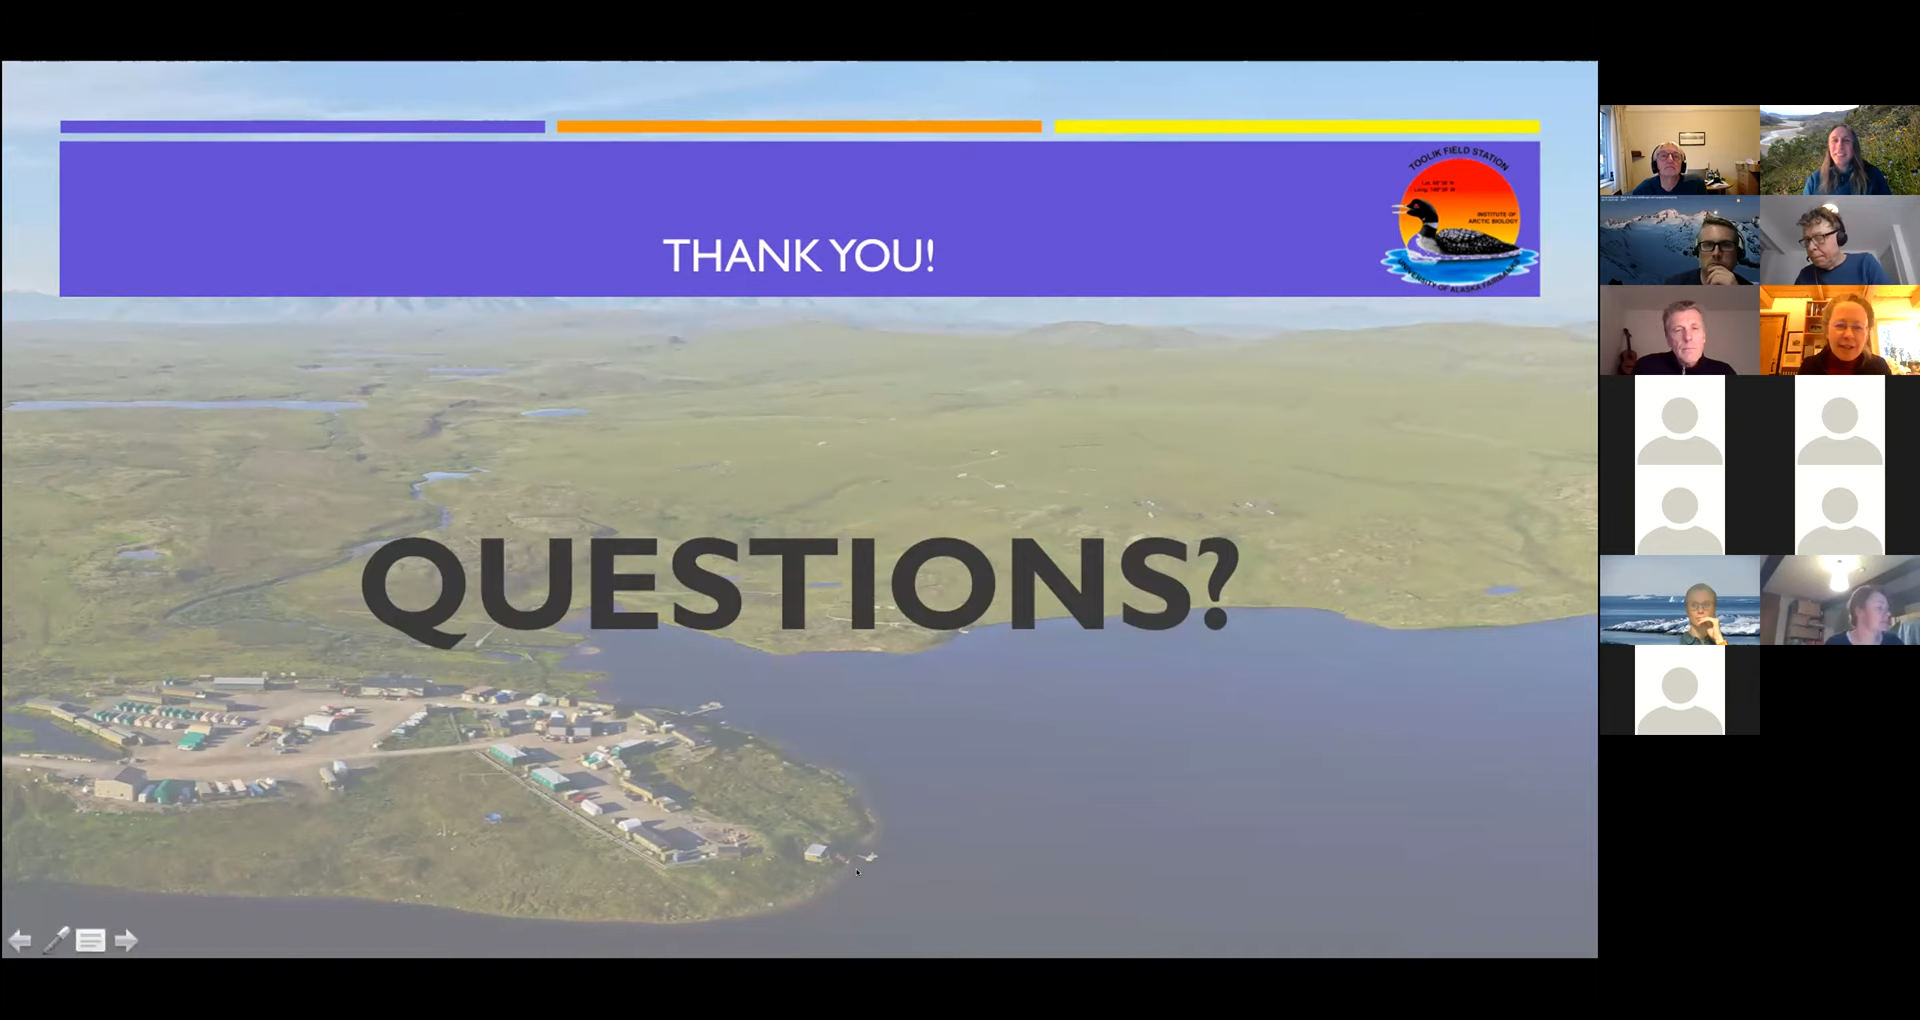 TOOLIK FIELD STATION
INSTITUTE OF
ARCTIC BIOLOGY
UNIVERSITY OF ALASKA FAIRBANKS
THANK YOU!
QUESTIONS?